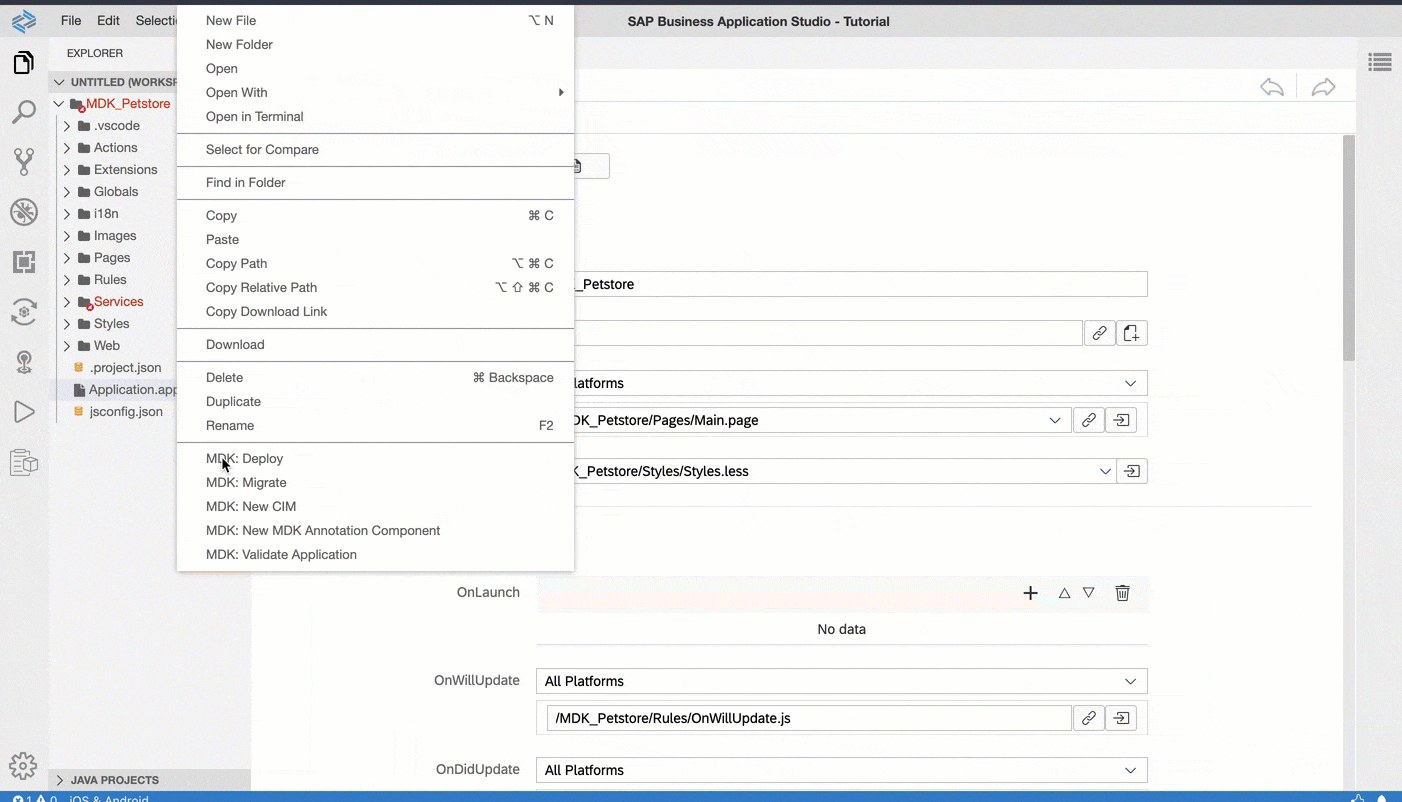 File Edit Selecti SAP Business Application Studio - Tutorial
EXPLORER
UNTITLED (WORKSP
MDK_Petstore
.vscode
Actions
Extensions
Globals
i18n
Images
Pages
Rules
Services
Styles
Web
.project.json
Application.app
jsconfig.json
JAVA PROJECTS
New File ⌥ N
New Folder
Open
Open With
Open in Terminal
Select for Compare
Find in Folder
Copy ⌘ C
Paste
Copy Path ⌥ ⌘ C
Copy Relative Path ⌥ ⇧ ⌘ C
Copy Download Link
Download
Delete ⌘ Backspace
Duplicate
Rename F2
MDK: Deploy
MDK: Migrate
MDK: New CIM
MDK: New MDK Annotation Component
MDK: Validate Application
_Petstore
latforms
DK_Petstore/Pages/Main.page
K_Petstore/Styles/Styles.less
OnLaunch
No data
OnWillUpdate All Platforms
/MDK_Petstore/Rules/OnWillUpdate.js
OnDidUpdate All Platforms
1 0 iOS & Android